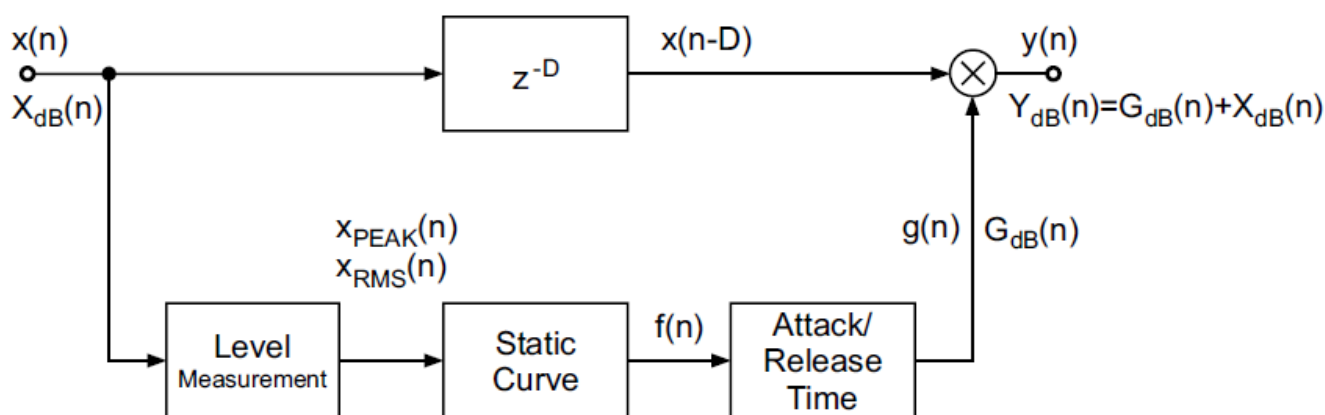 x(n)
X_dB(n)
z^-D
x(n-D)
y(n)
Y_dB(n)=G_dB(n)+X_dB(n)
g(n)
G_dB(n)
x_PEAK(n)
x_RMS(n)
Level
Measurement
Static
Curve
f(n)
Attack/
Release
Time